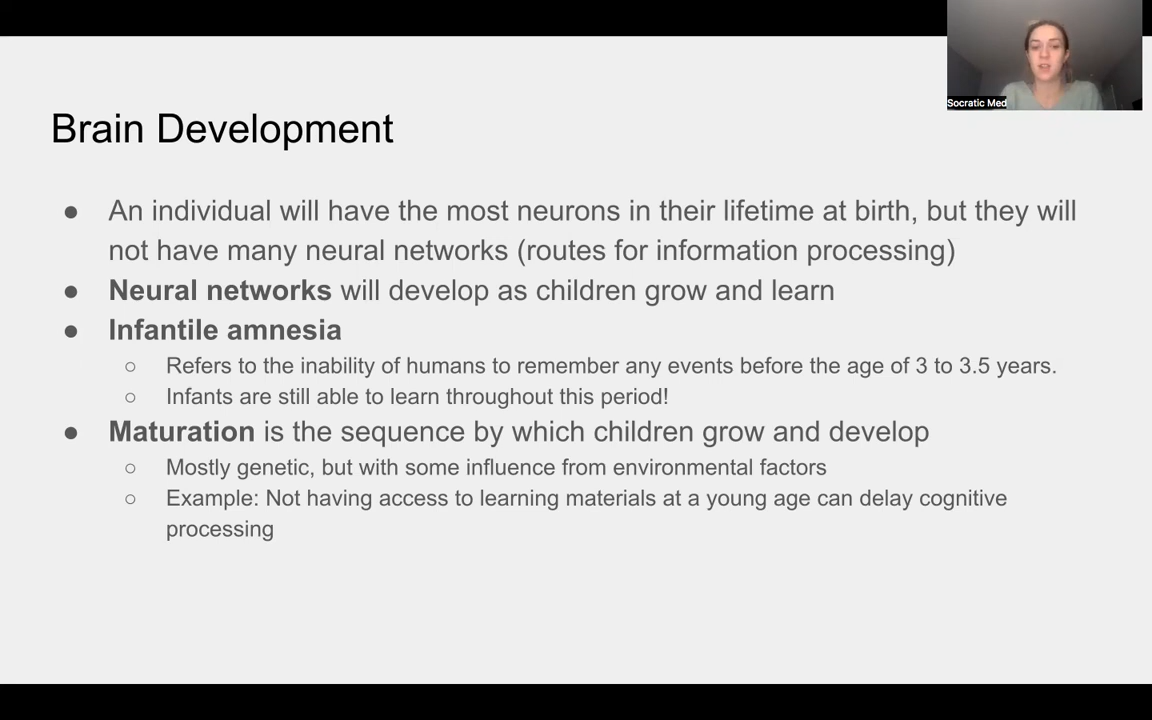 Socratic Med
Brain Development
● An individual will have the most neurons in their lifetime at birth, but they will
not have many neural networks (routes for information processing)
● Neural networks will develop as children grow and learn
● Infantile amnesia
○ Refers to the inability of humans to remember any events before the age of 3 to 3.5 years.
○ Infants are still able to learn throughout this period!
● Maturation is the sequence by which children grow and develop
○ Mostly genetic, but with some influence from environmental factors
○ Example: Not having access to learning materials at a young age can delay cognitive
processing